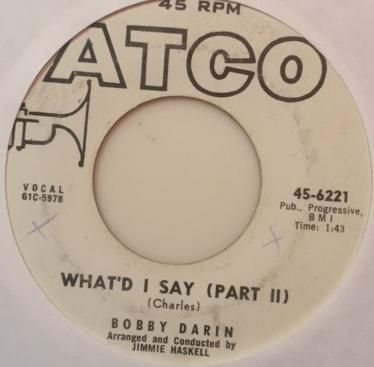 45 RPM
ATCO
VOCAL
61C-5978
45-6221
Pub., Progressive,
BMI
Time: 1:43
WHAT'D I SAY (PART II)
(Charles)
BOBBY DARIN
Arranged and Conducted by
JIMMIE HASKELL